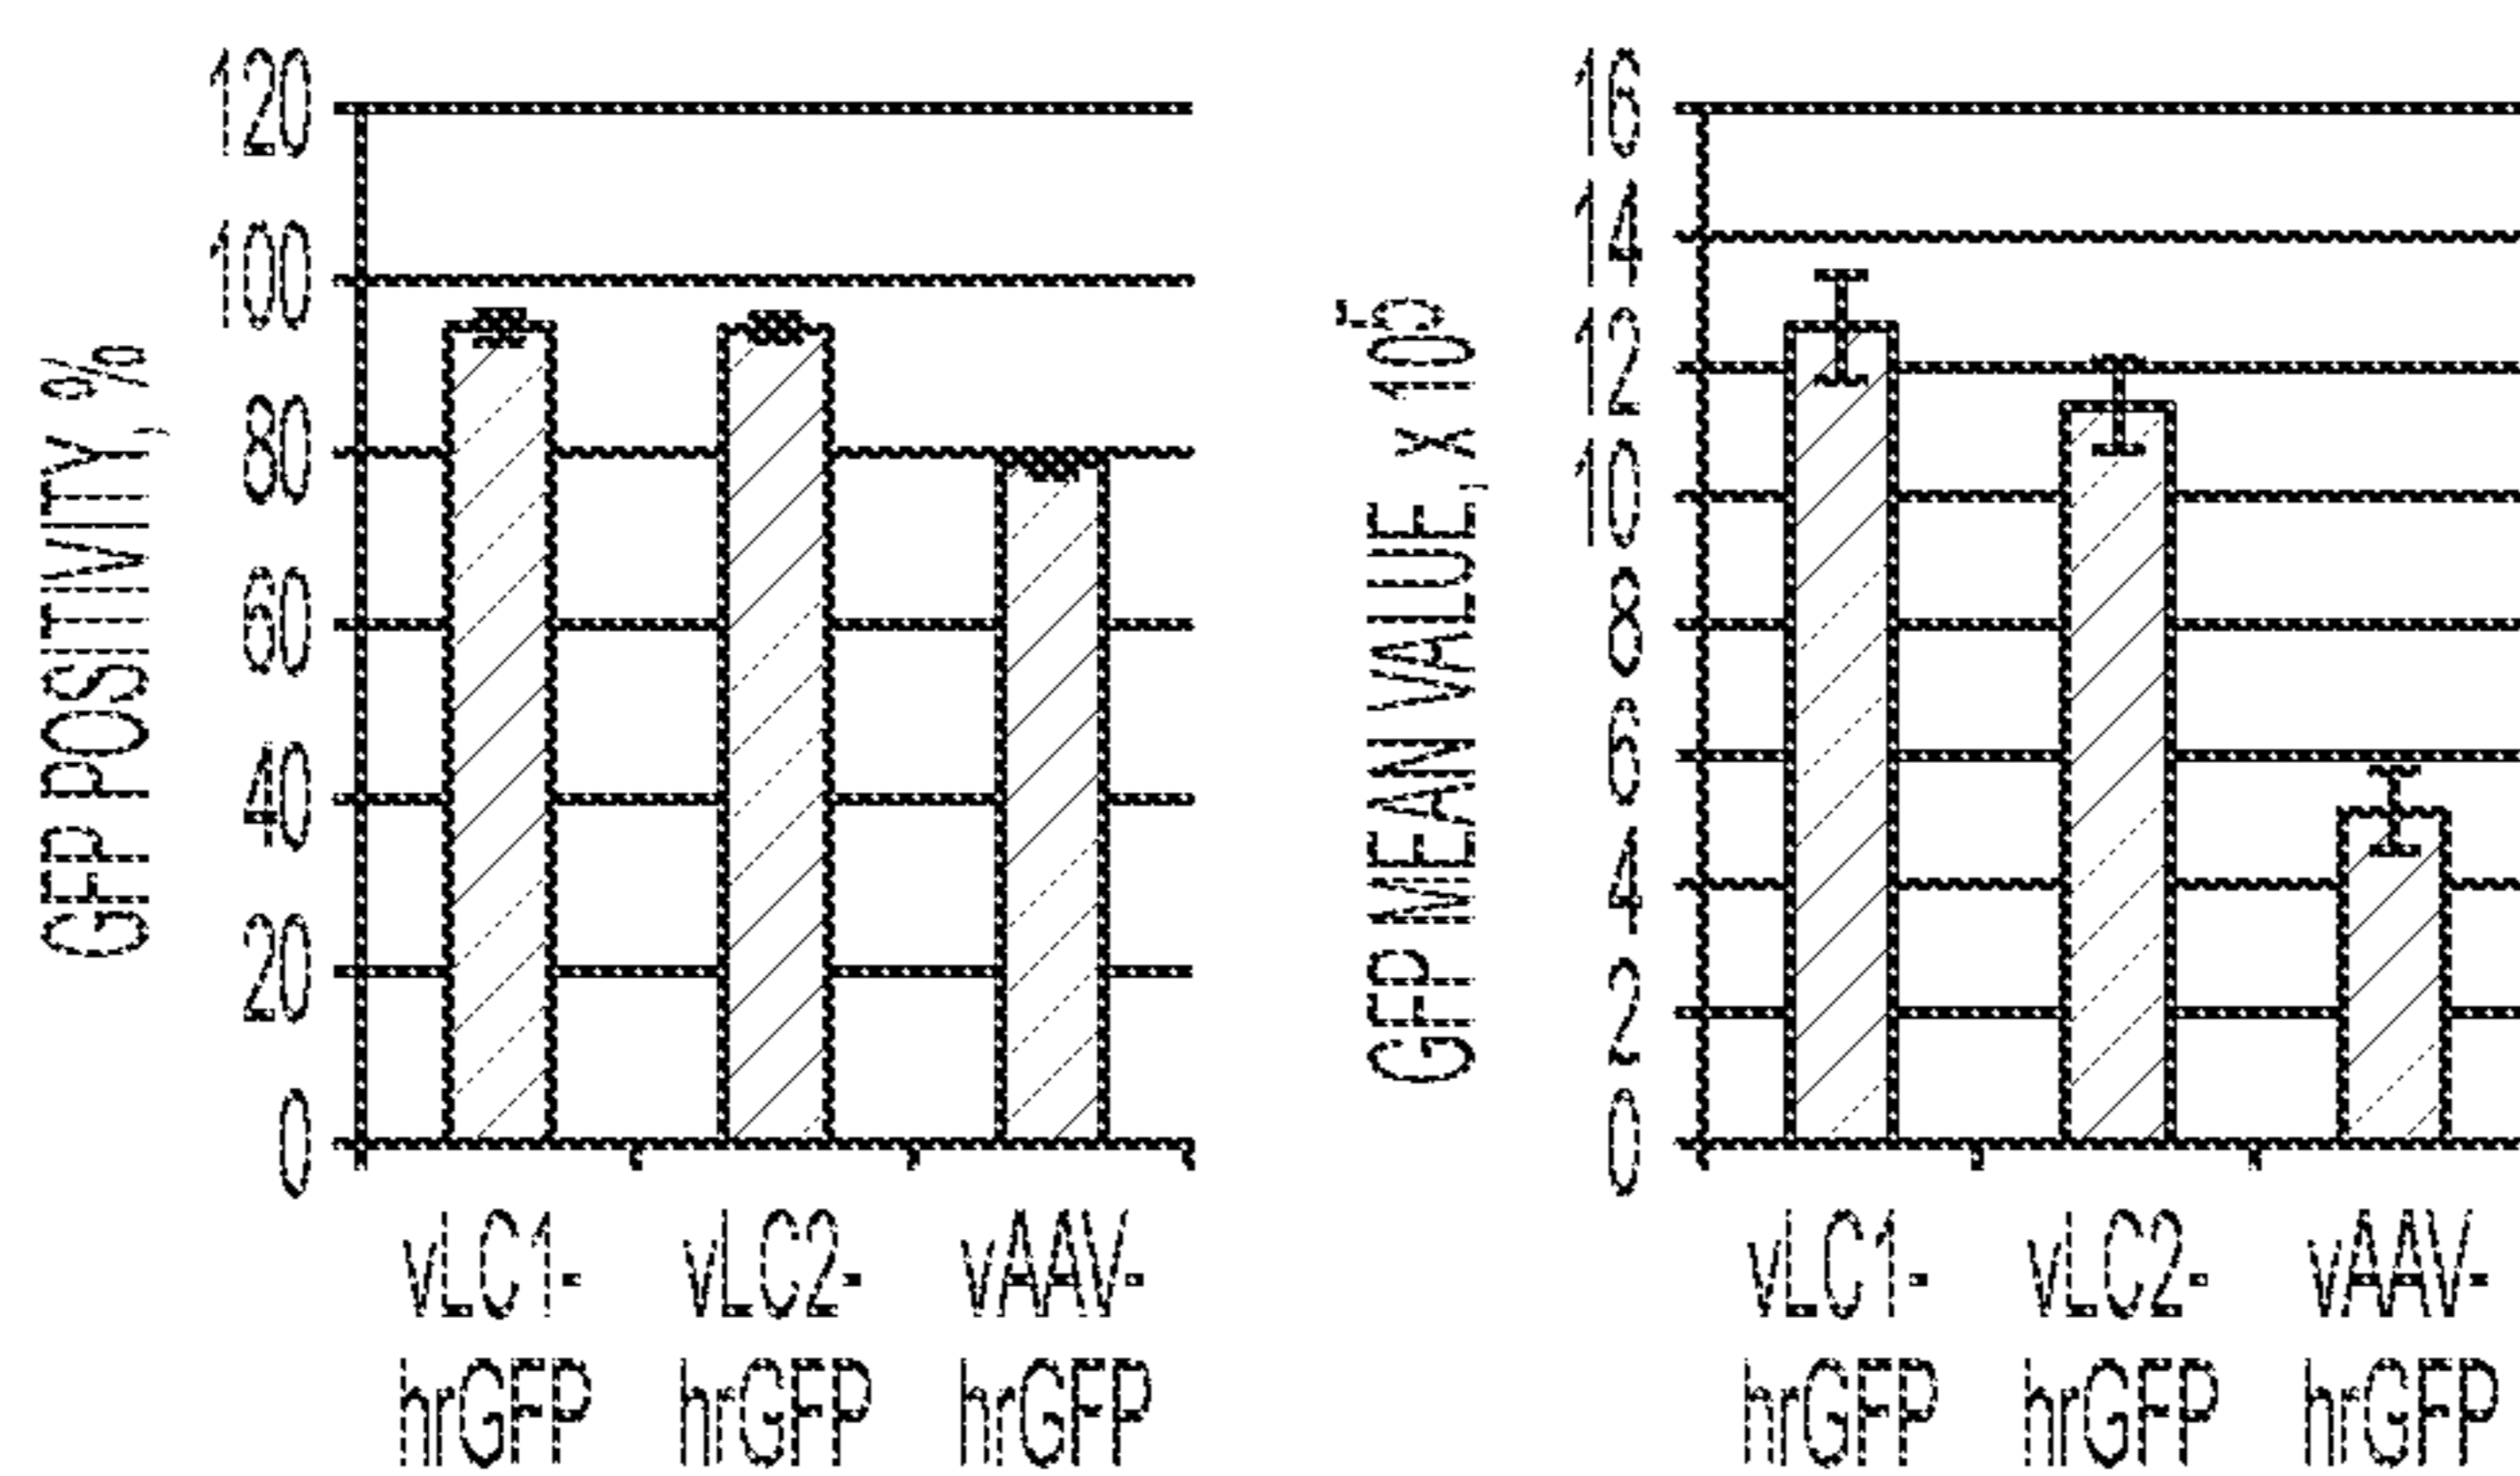 GFP POSITIVITY, %
120
100
80
60
40
20
0
vLC1-
hrGFP
vLC2-
hrGFP
vAAV-
hrGFP
GFP MEAN VALUE, x 10
16
14
12
10
8
6
4
2
0
vLC1-
hrGFP
vLC2-
hrGFP
vAAV-
hrGFP